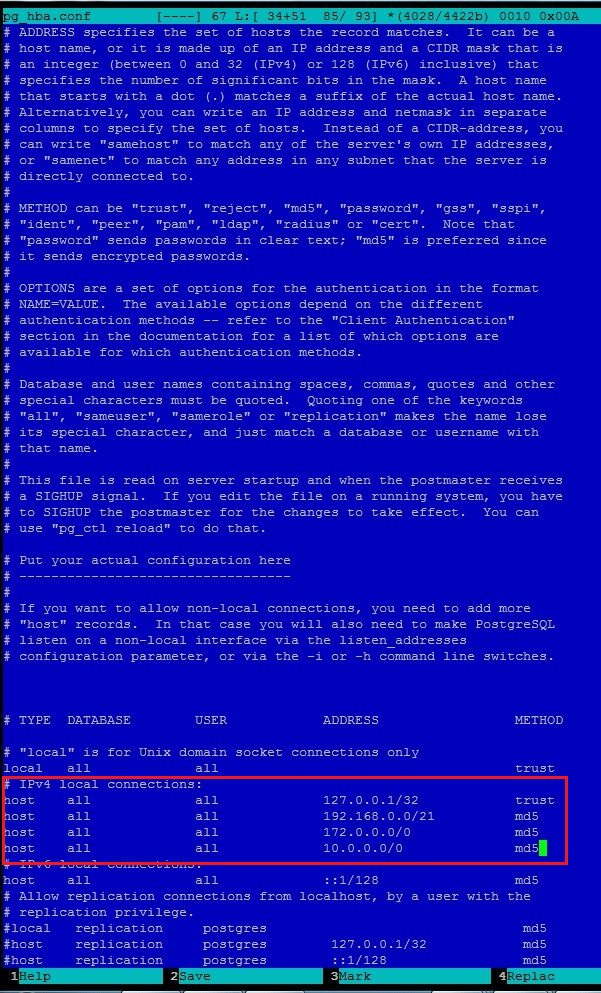 pg_hba.conf [----] 67 L:[ 34+51 85/ 93] *(4028/4422b) 0010 0x00A
# ADDRESS specifies the set of hosts the record matches. It can be a
# host name, or it is made up of an IP address and a CIDR mask that is
# an integer (between 0 and 32 (IPv4) or 128 (IPv6) inclusive) that
# specifies the number of significant bits in the mask. A host name
# that starts with a dot (.) matches a suffix of the actual host name.
# Alternatively, you can write an IP address and netmask in separate
# columns to specify the set of hosts. Instead of a CIDR-address, you
# can write "samehost" to match any of the server's own IP addresses,
# or "samenet" to match any address in any subnet that the server is
# directly connected to.
#
# METHOD can be "trust", "reject", "md5", "password", "gss", "sspi",
# "ident", "peer", "pam", "ldap", "radius" or "cert". Note that
# "password" sends passwords in clear text; "md5" is preferred since
# it sends encrypted passwords.
#
# OPTIONS are a set of options for the authentication in the format
# NAME=VALUE. The available options depend on the different
# authentication methods -- refer to the "Client Authentication"
# section in the documentation for a list of which options are
# available for which authentication methods.
#
# Database and user names containing spaces, commas, quotes and other
# special characters must be quoted. Quoting one of the keywords
# "all", "sameuser", "samerole" or "replication" makes the name lose
# its special character, and just match a database or username with
# that name.
#
# This file is read on server startup and when the postmaster receives
# a SIGHUP signal. If you edit the file on a running system, you have
# to SIGHUP the postmaster for the changes to take effect. You can
# use "pg_ctl reload" to do that.

# Put your actual configuration here
# ----------------------------------
#
# If you want to allow non-local connections, you need to add more
# "host" records. In that case you will also need to make PostgreSQL
# listen on a non-local interface via the listen_addresses
# configuration parameter, or via the -i or -h command line switches.

# TYPE DATABASE USER ADDRESS METHOD

# "local" is for Unix domain socket connections only
local all all trust
# IPv4 local connections:
host all all 127.0.0.1/32 trust
host all all 192.168.0.0/21 md5
host all all 172.0.0.0/0 md5
host all all 10.0.0.0/0 md5
# IPv6 local connections:
host all all ::1/128 md5
# Allow replication connections from localhost, by a user with the
# replication privilege.
#local replication postgres md5
#host replication postgres 127.0.0.1/32 md5
#host replication postgres ::1/128 md5
1Help 2Save 3Mark 4Replac